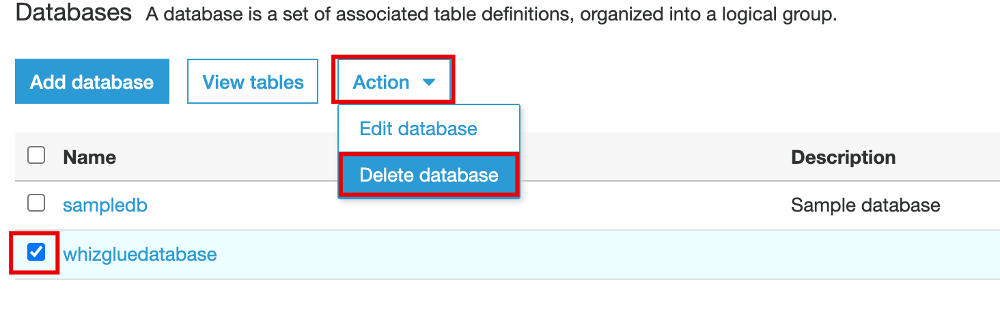 Databases A database is a set of associated table definitions, organized into a logical group.
Add database View tables Action
Edit database
Name Description
Delete database
sampledb Sample database
whizgluedatabase